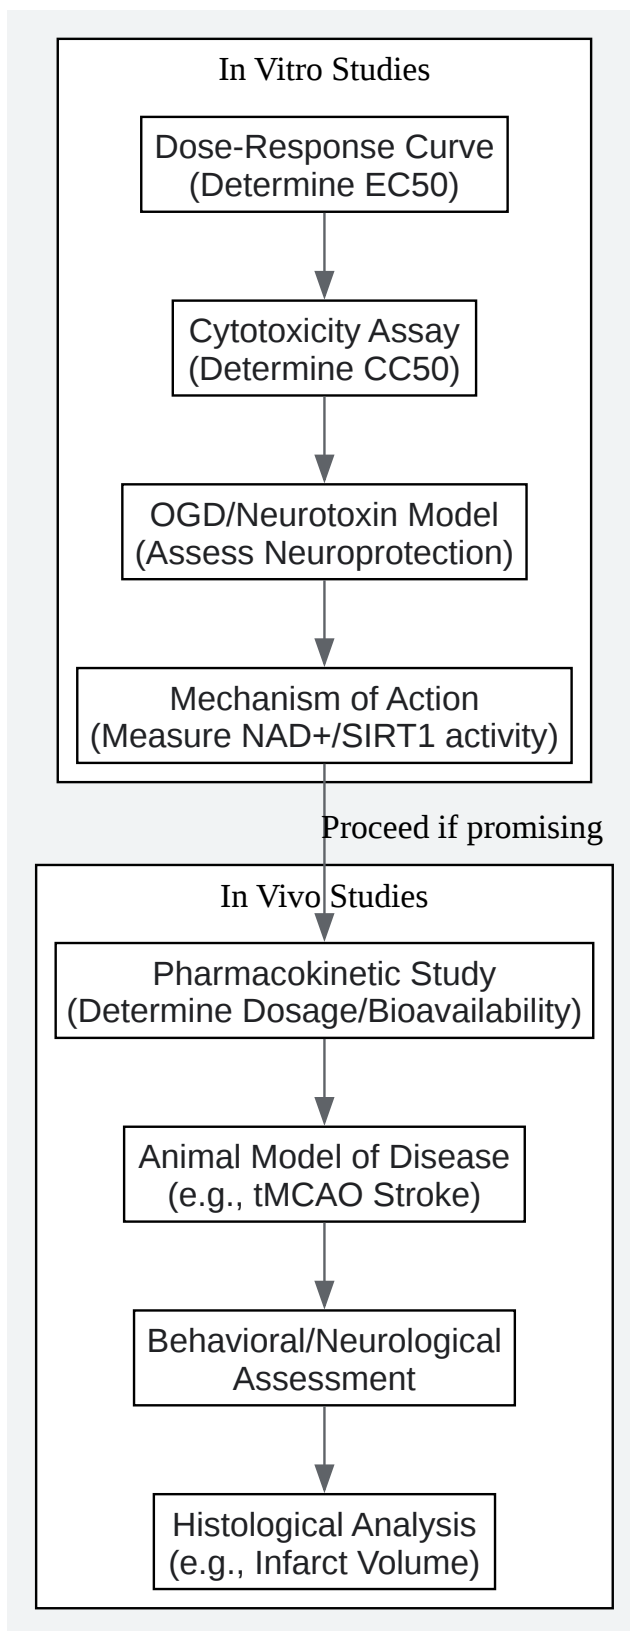 In Vitro Studies
Dose-Response Curve
(Determine EC50)
Cytotoxicity Assay
(Determine CC50)
OGD/Neurotoxin Model
(Assess Neuroprotection)
Mechanism of Action
(Measure NAD+/SIRT1 activity)
Proceed if promising
In Vivo Studies
Pharmacokinetic Study
(Determine Dosage/Bioavailability)
Animal Model of Disease
(e.g., tMCAO Stroke)
Behavioral/Neurological
Assessment
Histological Analysis
(e.g., Infarct Volume)